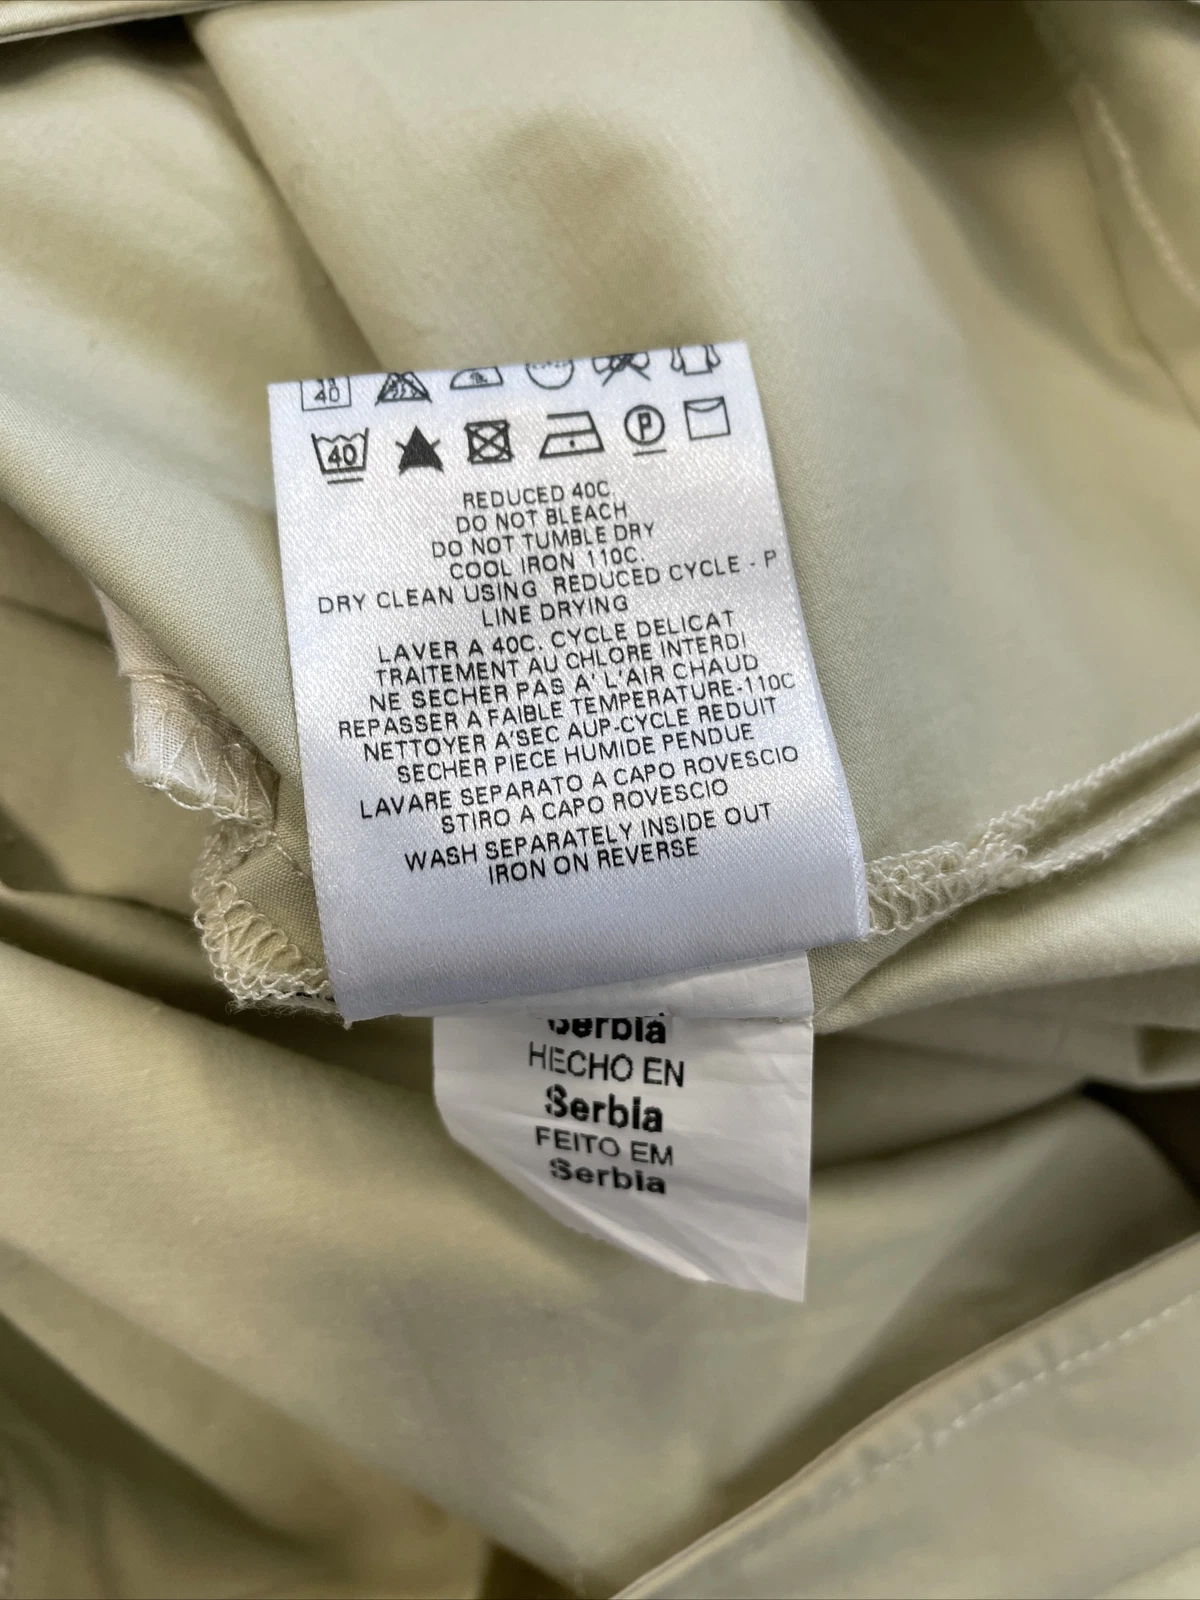 40
40 P
REDUCED 40C.
DO NOT BLEACH
DO NOT TUMBLE DRY
COOL IRON 110C.
DRY CLEAN USING REDUCED CYCLE - P
LINE DRYING
LAVER A 40C. CYCLE DELICAT
TRAITEMENT AU CHLORE INTERDI
NE SECHER PAS A' L'AIR CHAUD
REPASSER A FAIBLE TEMPERATURE-110C
NETTOYER A'SEC AUP-CYCLE REDUIT
SECHER PIECE HUMIDE PENDUE
LAVARE SEPARATO A CAPO ROVESCIO
STIRO A CAPO ROVESCIO
WASH SEPARATELY INSIDE OUT
IRON ON REVERSE
Serbia
HECHO EN
Serbia
FEITO EM
Serbia